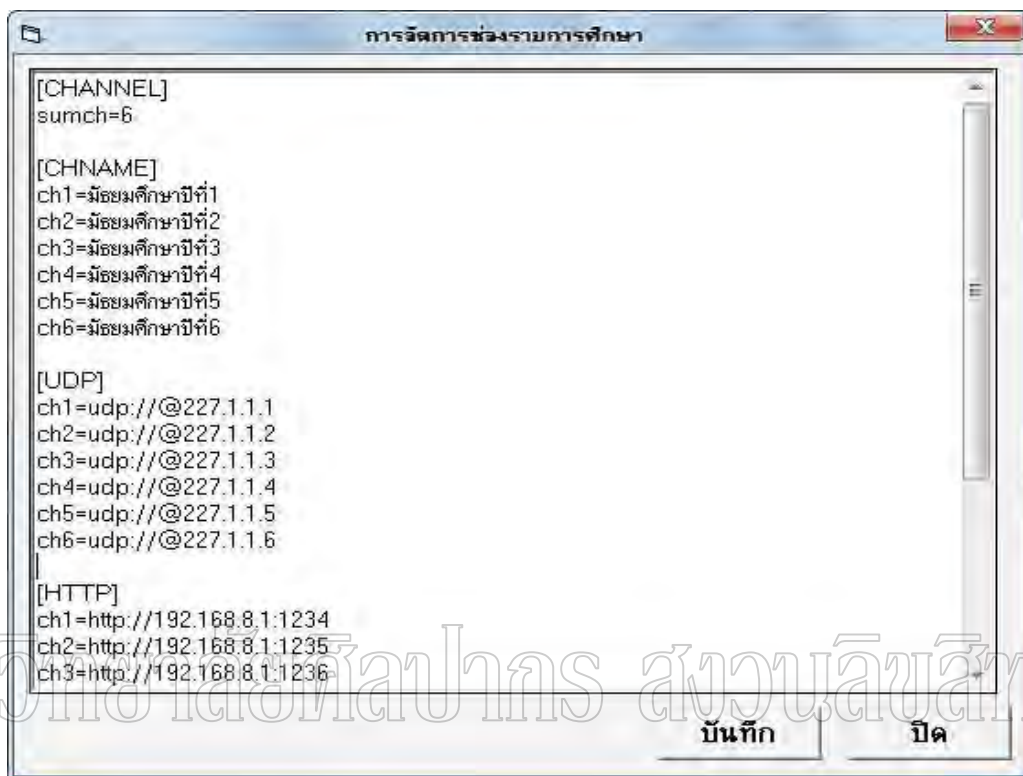 การจัดการช่องรายการศึกษา
[CHANNEL]
sumch=6
[CHNAME]
ch1=มัธยมศึกษาปีที่1
ch2=มัธยมศึกษาปีที่2
ch3=มัธยมศึกษาปีที่3
ch4=มัธยมศึกษาปีที่4
ch5=มัธยมศึกษาปีที่5
ch6=มัธยมศึกษาปีที่6
[UDP]
ch1=udp://@227.1.1.1
ch2=udp://@227.1.1.2
ch3=udp://@227.1.1.3
ch4=udp://@227.1.1.4
ch5=udp://@227.1.1.5
ch6=udp://@227.1.1.6
[HTTP]
ch1=http://192.168.8.1:1234
ch2=http://192.168.8.1:1235
ch3=http://192.168.8.1:1236
บันทึก ปิด